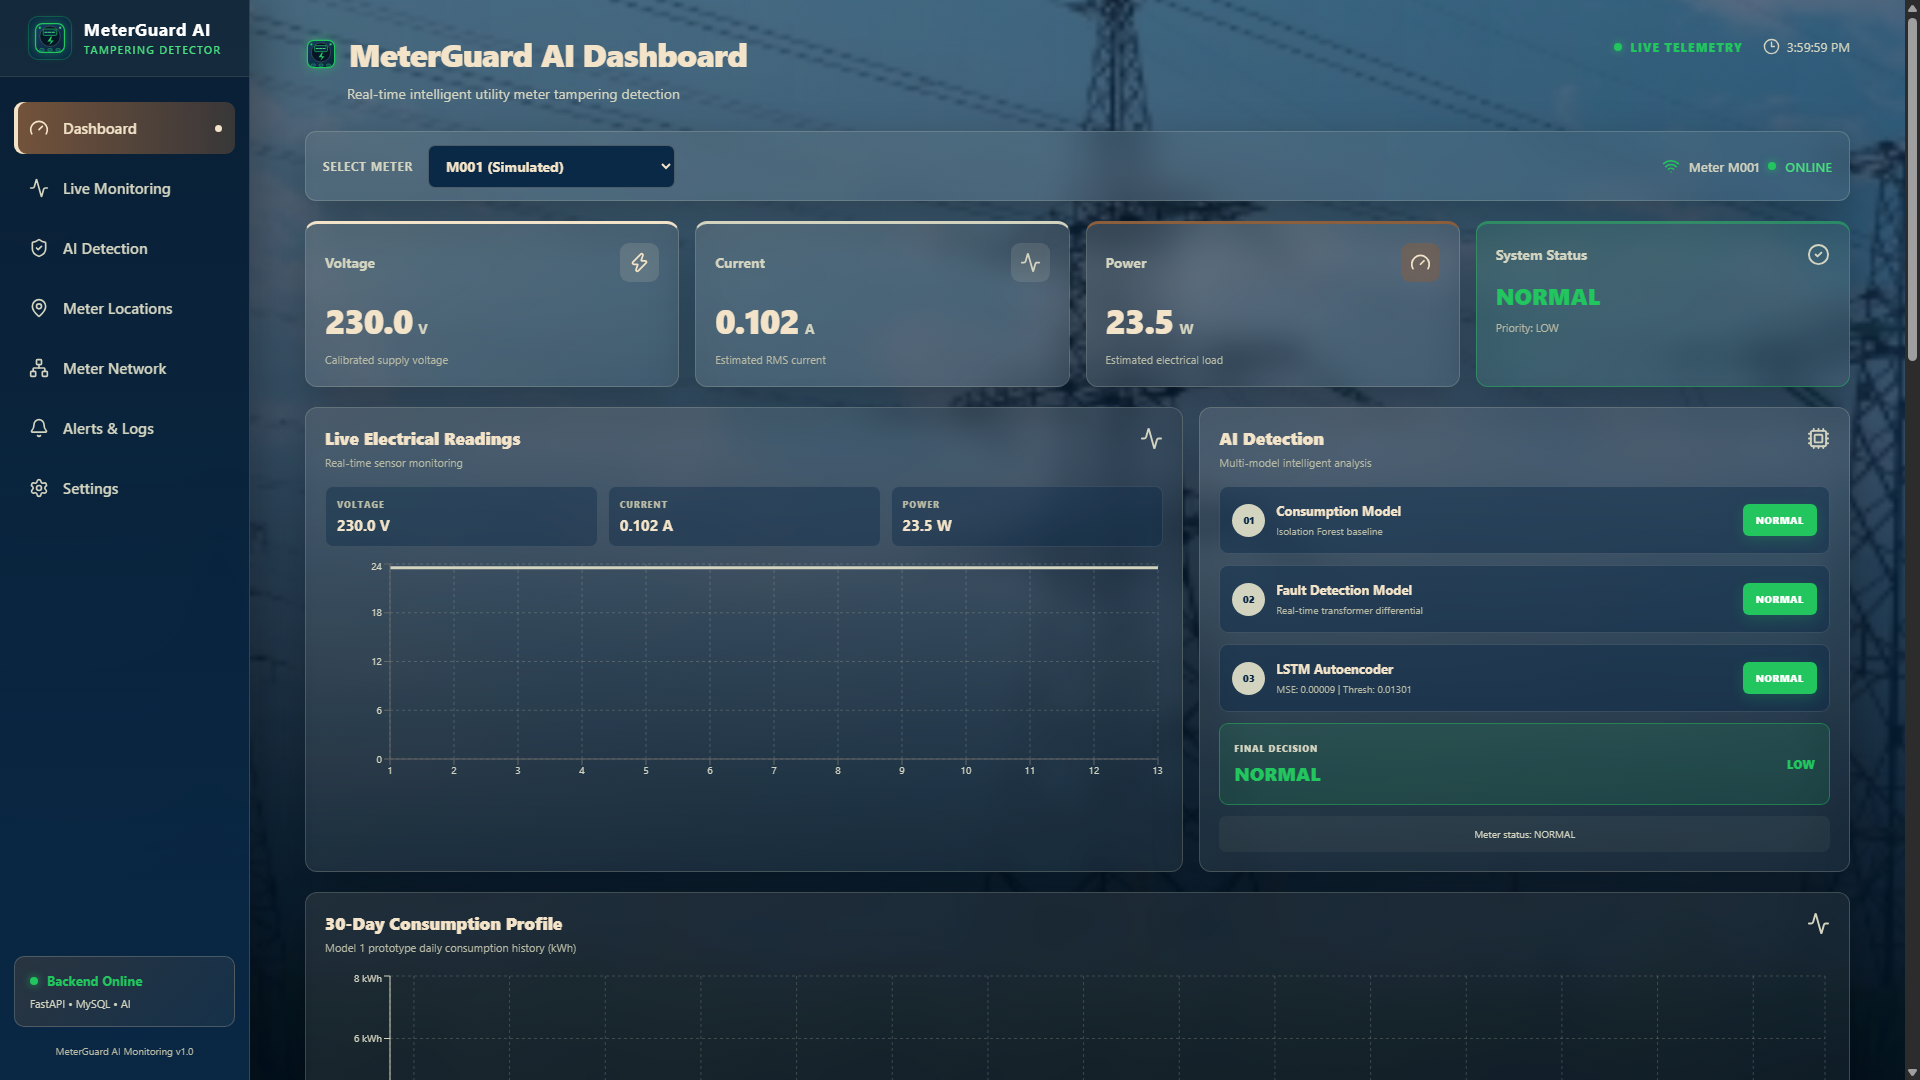 MeterGuard AI
TAMPERING DETECTOR
Dashboard
Live Monitoring
AI Detection
Meter Locations
Meter Network
Alerts & Logs
Settings
Backend Online
FastAPI • MySQL • AI
MeterGuard AI Monitoring v1.0
MeterGuard AI Dashboard
Real-time intelligent utility meter tampering detection
LIVE TELEMETRY
3:59:59 PM
SELECT METER
M001 (Simulated)
Meter M001
ONLINE
Voltage
230.0 V
Calibrated supply voltage
Current
0.102 A
Estimated RMS current
Power
23.5 W
Estimated electrical load
System Status
NORMAL
Priority: LOW
Live Electrical Readings
Real-time sensor monitoring
VOLTAGE
230.0 V
CURRENT
0.102 A
POWER
23.5 W
24
18
12
6
0
1 2 3 4 5 6 7 8 9 10 11 12 13
AI Detection
Multi-model intelligent analysis
01
Consumption Model
Isolation Forest baseline
NORMAL
02
Fault Detection Model
Real-time transformer differential
NORMAL
03
LSTM Autoencoder
MSE: 0.00009 | Thresh: 0.01301
NORMAL
FINAL DECISION
NORMAL
LOW
Meter status: NORMAL
30-Day Consumption Profile
Model 1 prototype daily consumption history (kWh)
8 kWh
6 kWh